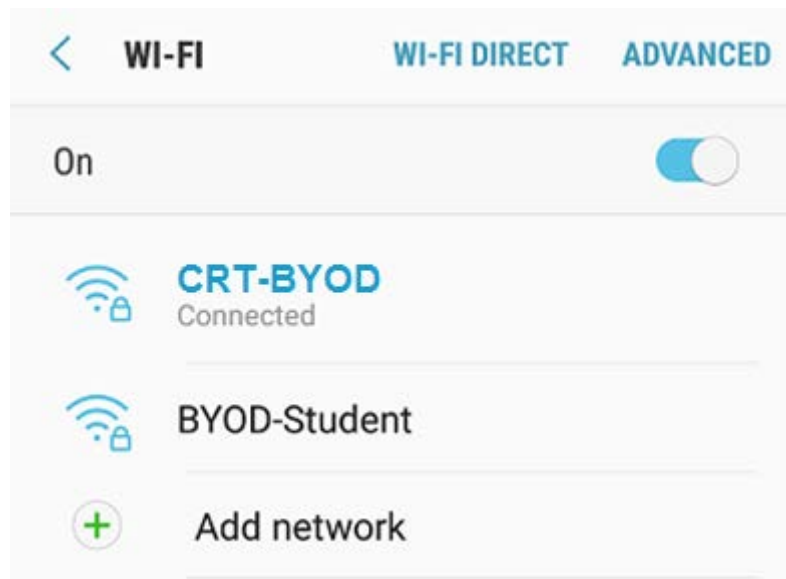 WI-FI WI-FI DIRECT ADVANCED
On
CRT-BYOD
Connected
BYOD-Student
Add network